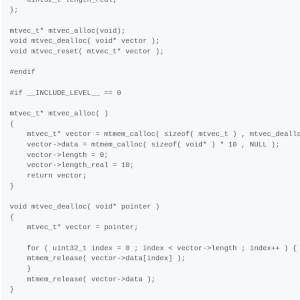 uint32_t length_real;
};
mtvec_t* mtvec_alloc(void);
void mtvec_dealloc( void* vector );
void mtvec_reset( mtvec_t* vector );
#endif
#if __INCLUDE_LEVEL__ == 0
mtvec_t* mtvec_alloc( )
{
mtvec_t* vector = mtmem_calloc( sizeof( mtvec_t ) , mtvec_deallo
vector->data = mtmem_calloc( sizeof( void* ) * 10 , NULL );
vector->length = 0;
vector->length_real = 10;
return vector;
}
void mtvec_dealloc( void* pointer )
{
mtvec_t* vector = pointer;
for ( uint32_t index = 0 ; index < vector->length ; index++ ) {
mtmem_release( vector->data[index] );
}
mtmem_release( vector->data );
}